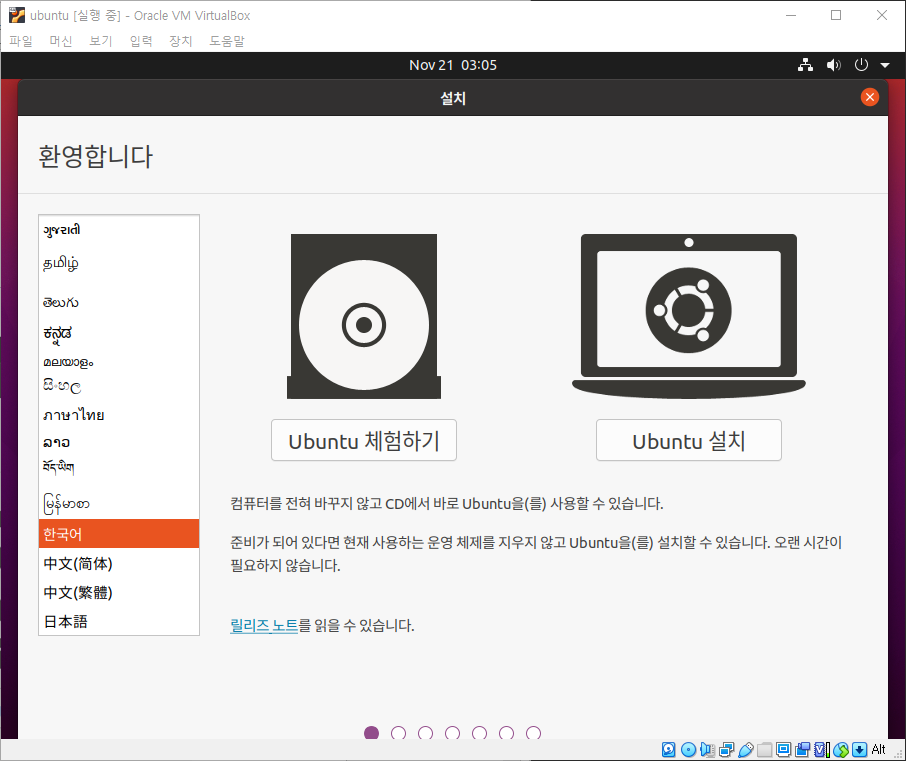 ubuntu [실행 중] - Oracle VM VirtualBox
파일 머신 보기 입력 장치 도움말
Nov 21 03:05
설치
환영합니다
ગુજરાતી
தமிழ்
తెలుగు
ಕನ್ನಡ
മലയാളം
සිංහල
ภาษาไทย
ລາວ
བོད་ཡིག
မြန်မာစာ
한국어
中文(简体)
中文(繁體)
日本語
Ubuntu 체험하기
Ubuntu 설치
컴퓨터를 전혀 바꾸지 않고 CD에서 바로 Ubuntu을(를) 사용할 수 있습니다.
준비가 되어 있다면 현재 사용하는 운영 체제를 지우지 않고 Ubuntu을(를) 설치할 수 있습니다. 오랜 시간이
필요하지 않습니다.
릴리즈 노트를 읽을 수 있습니다.
Alt